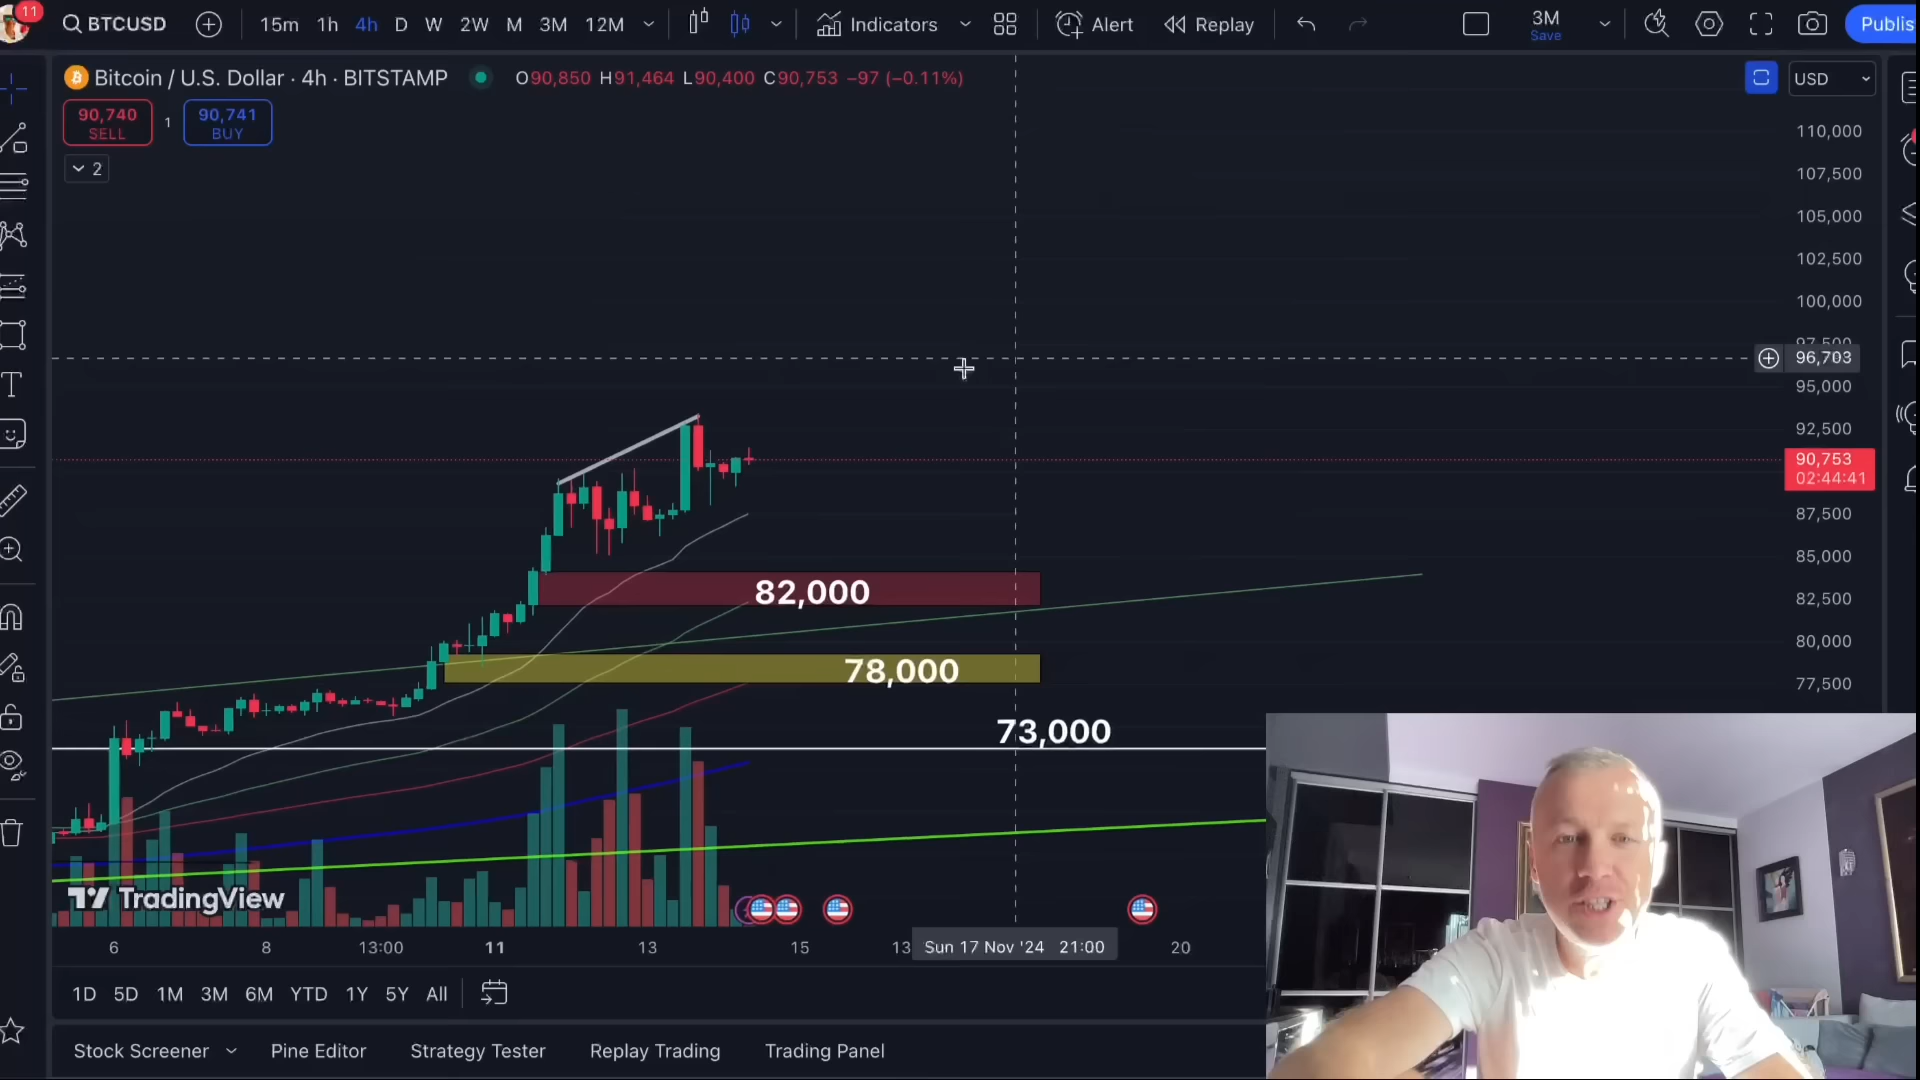 11
BTCUSD
15m 1h 4h D W 2W M 3M 12M
Indicators
Alert
Replay
3M
Save
Publis
Bitcoin / U.S. Dollar · 4h · BITSTAMP
O90,850 H91,464 L90,400 C90,753 −97 (−0.11%)
USD
90,740
SELL
1
90,741
BUY
2
110,000
107,500
105,000
102,500
100,000
97,500
96,703
95,000
92,500
90,753
02:44:41
87,500
85,000
82,500
80,000
77,500
82,000
78,000
73,000
TradingView
6 8 13:00 11 13 15 13 Sun 17 Nov '24 21:00 20
1D 5D 1M 3M 6M YTD 1Y 5Y All
Stock Screener Pine Editor Strategy Tester Replay Trading Trading Panel